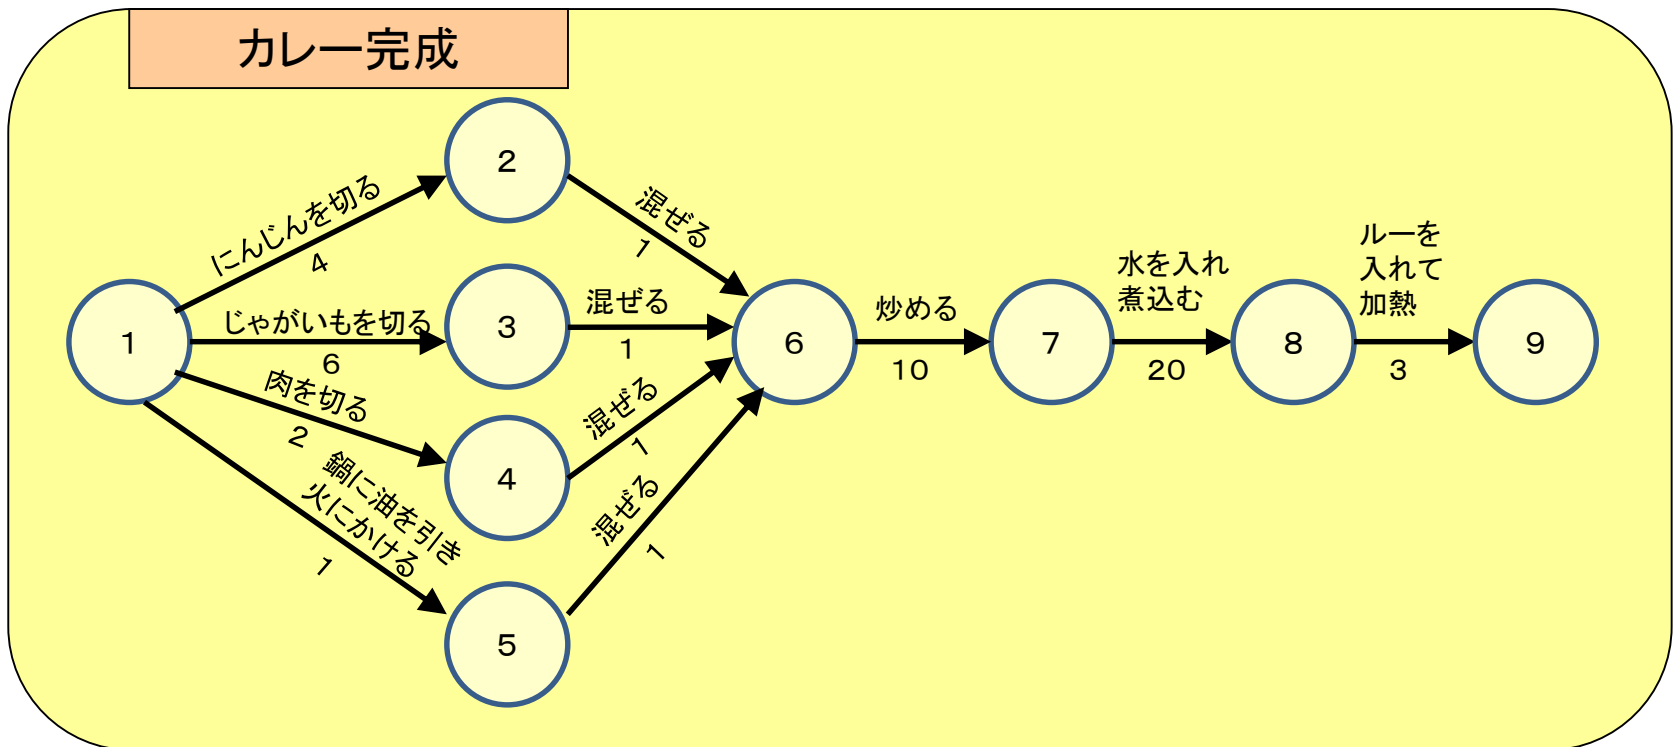 カレー完成
2
にんじんを切る
4
混ぜる
1
1
じゃがいもを切る
6
3
混ぜる
1
6
炒める
10
7
水を入れ
煮込む
20
8
ルーを
入れて
加熱
3
9
肉を切る
2
4
混ぜる
1
鍋に油を引き
火にかける
1
5
混ぜる
1